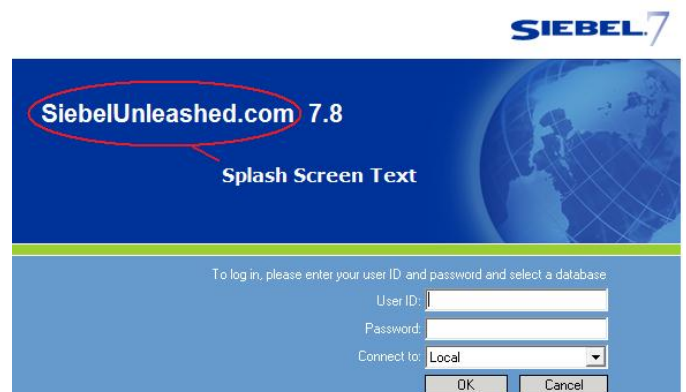 SIEBEL.7
SiebelUnleashed.com 7.8
Splash Screen Text
To log in, please enter your user ID and password and select a database
User ID:
Password:
Connect to: Local
OK Cancel